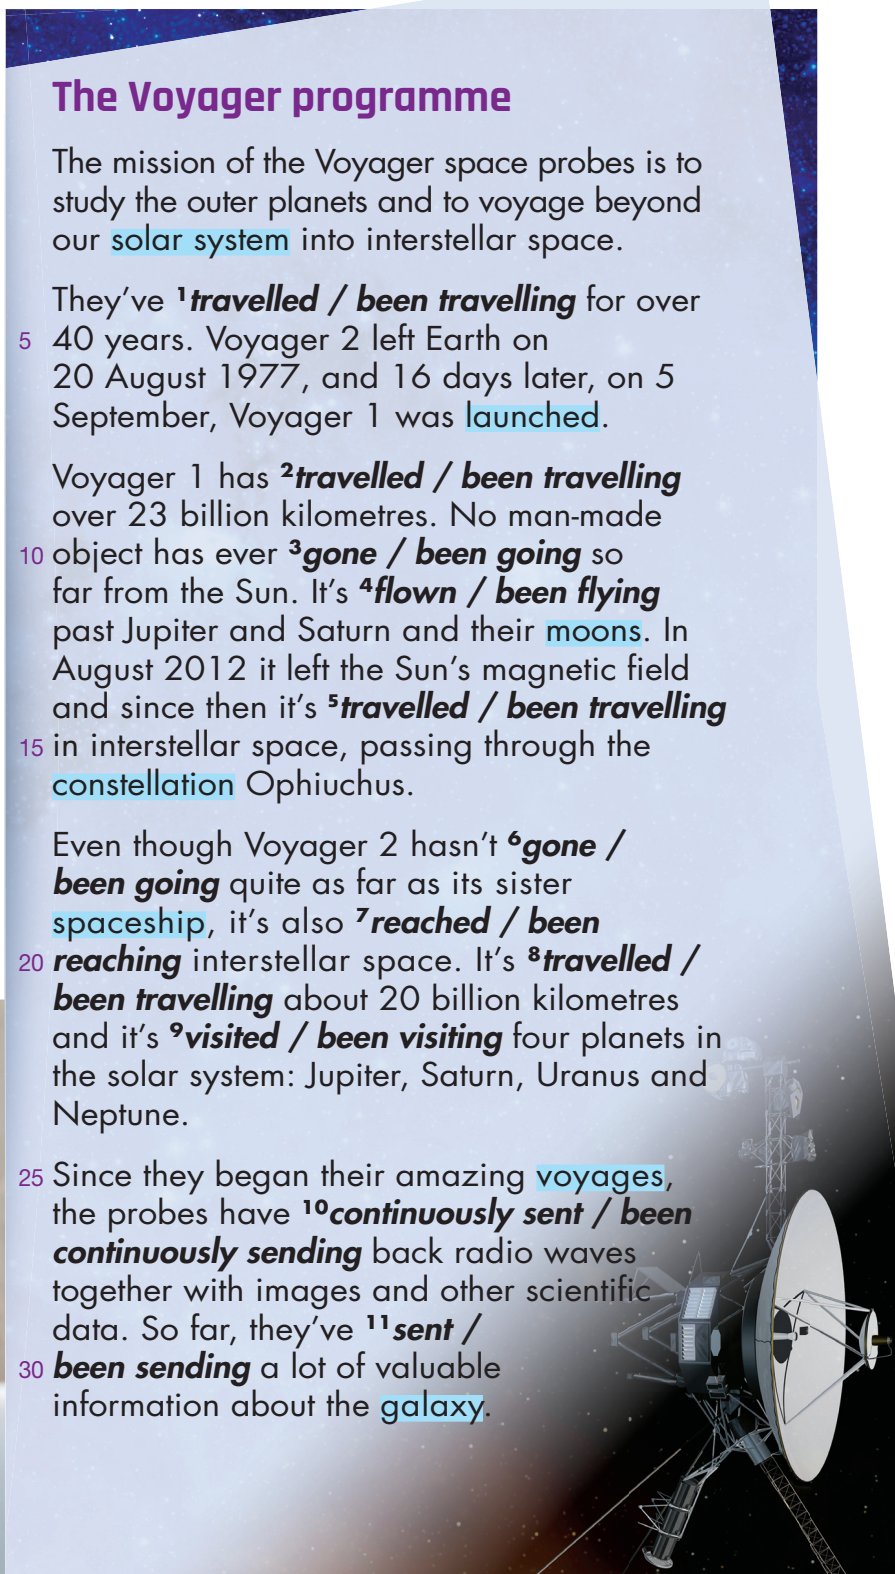 The Voyager programme
The mission of the Voyager space probes is to
study the outer planets and to voyage beyond
our solar system into interstellar space.
They've ¹travelled / been travelling for over
5 40 years. Voyager 2 left Earth on
20 August 1977, and 16 days later, on 5
September, Voyager 1 was launched.
Voyager 1 has ²travelled / been travelling
over 23 billion kilometres. No man-made
10 object has ever ³gone / been going so
far from the Sun. It's ⁴flown / been flying
past Jupiter and Saturn and their moons. In
August 2012 it left the Sun's magnetic field
and since then it's ⁵travelled / been travelling
15 in interstellar space, passing through the
constellation Ophiuchus.
Even though Voyager 2 hasn't ⁶gone /
been going quite as far as its sister
spaceship, it's also ⁷reached / been
20 reaching interstellar space. It's ⁸travelled /
been travelling about 20 billion kilometres
and it's ⁹visited / been visiting four planets in
the solar system: Jupiter, Saturn, Uranus and
Neptune.
25 Since they began their amazing voyages,
the probes have ¹⁰continuously sent / been
continuously sending back radio waves
together with images and other scientific
data. So far, they've ¹¹sent /
30 been sending a lot of valuable
information about the galaxy.